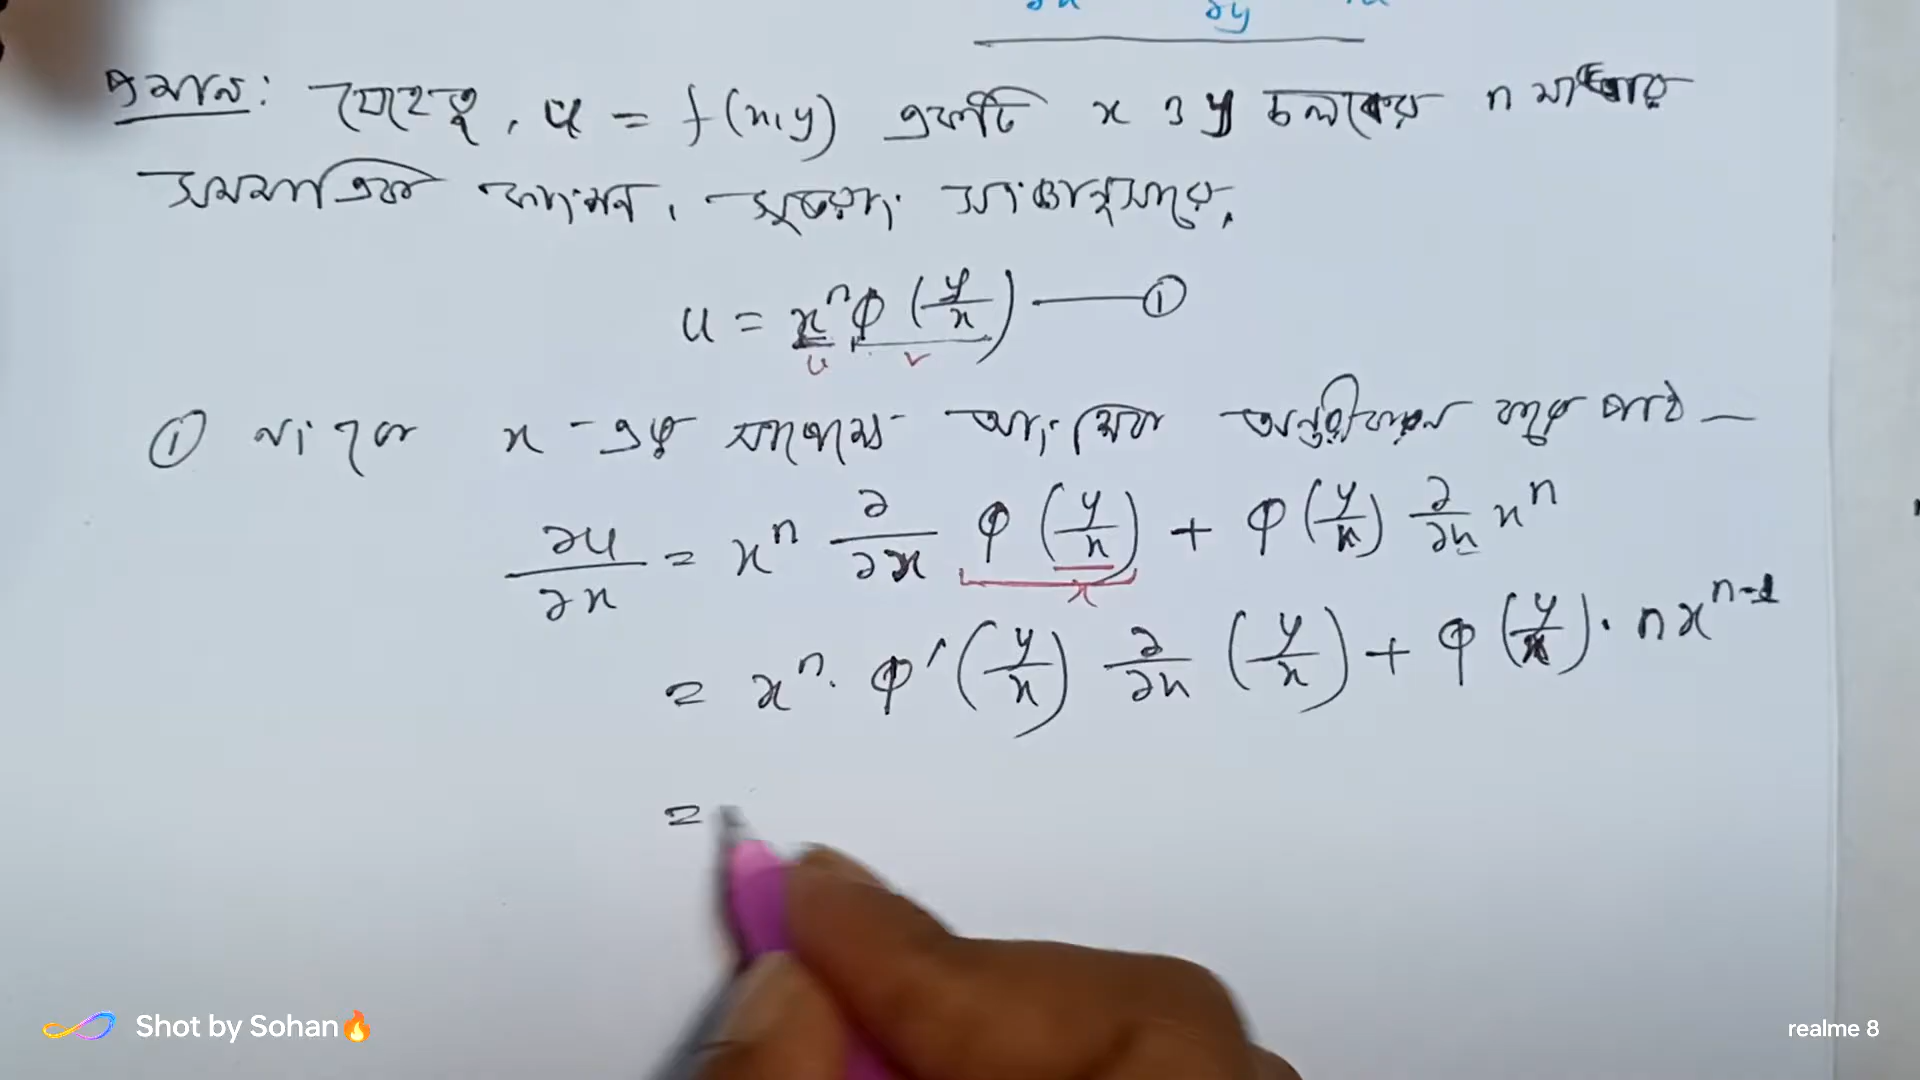 প্রমাণ: যেহেতু, u = f(x,y) একটি x ও y চলকের n মাত্রার
সমমাত্রিক ফাংশন, সুতরাং সংজ্ঞানুসারে,
u = xⁿφ(y/x) —— ①
u v
① নং হতে x-এর সাপেক্ষে আংশিক অন্তরীকরণ করে পাই —
∂u/∂x = xⁿ ∂/∂x φ(y/x) + φ(y/x) ∂/∂x xⁿ
x
= xⁿ. φ′(y/x) ∂/∂x (y/x) + φ(y/x) · nxⁿ⁻¹
=
Shot by Sohan🔥
realme 8